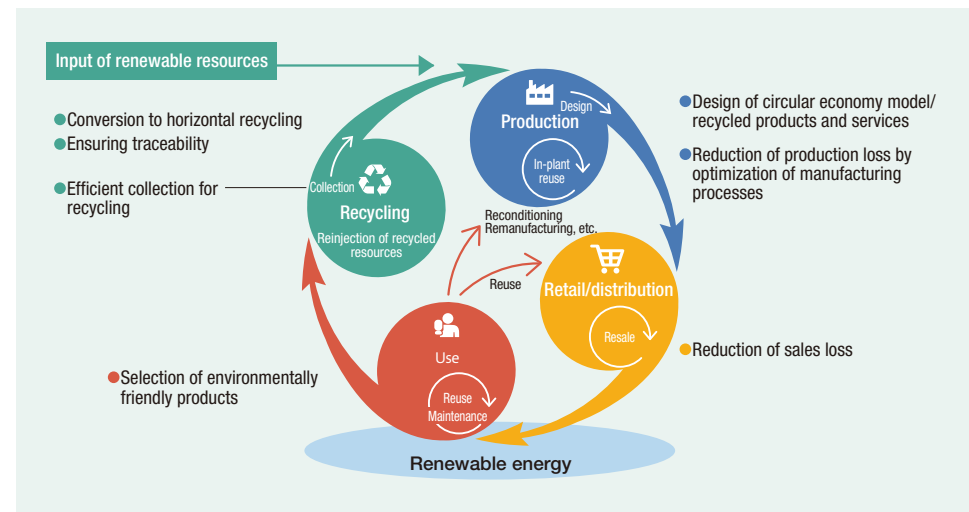 Input of renewable resources
●Conversion to horizontal recycling
●Ensuring traceability
●Efficient collection for
recycling
Collection
Recycling
Reinjection of recycled
resources
Design
Production
In-plant
reuse
●Design of circular economy model/
recycled products and services
●Reduction of production loss by
optimization of manufacturing
processes
Reconditioning
Remanufacturing, etc.
Reuse
Retail/distribution
Resale
●Reduction of sales loss
Use
Reuse
Maintenance
●Selection of environmentally
friendly products
Renewable energy